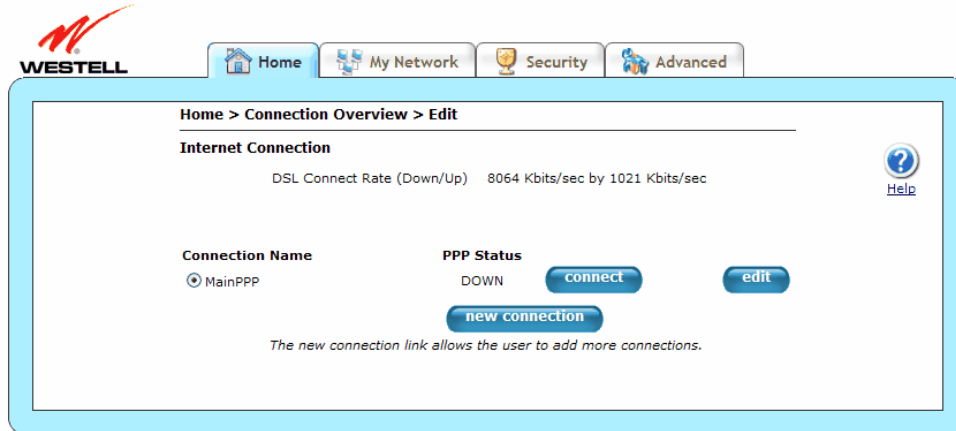 WESTELL
Home
My Network
Security
Advanced
Home > Connection Overview > Edit
Internet Connection
DSL Connect Rate (Down/Up) 8064 Kbits/sec by 1021 Kbits/sec
Help
Connection Name PPP Status
MainPPP DOWN connect edit
new connection
The new connection link allows the user to add more connections.